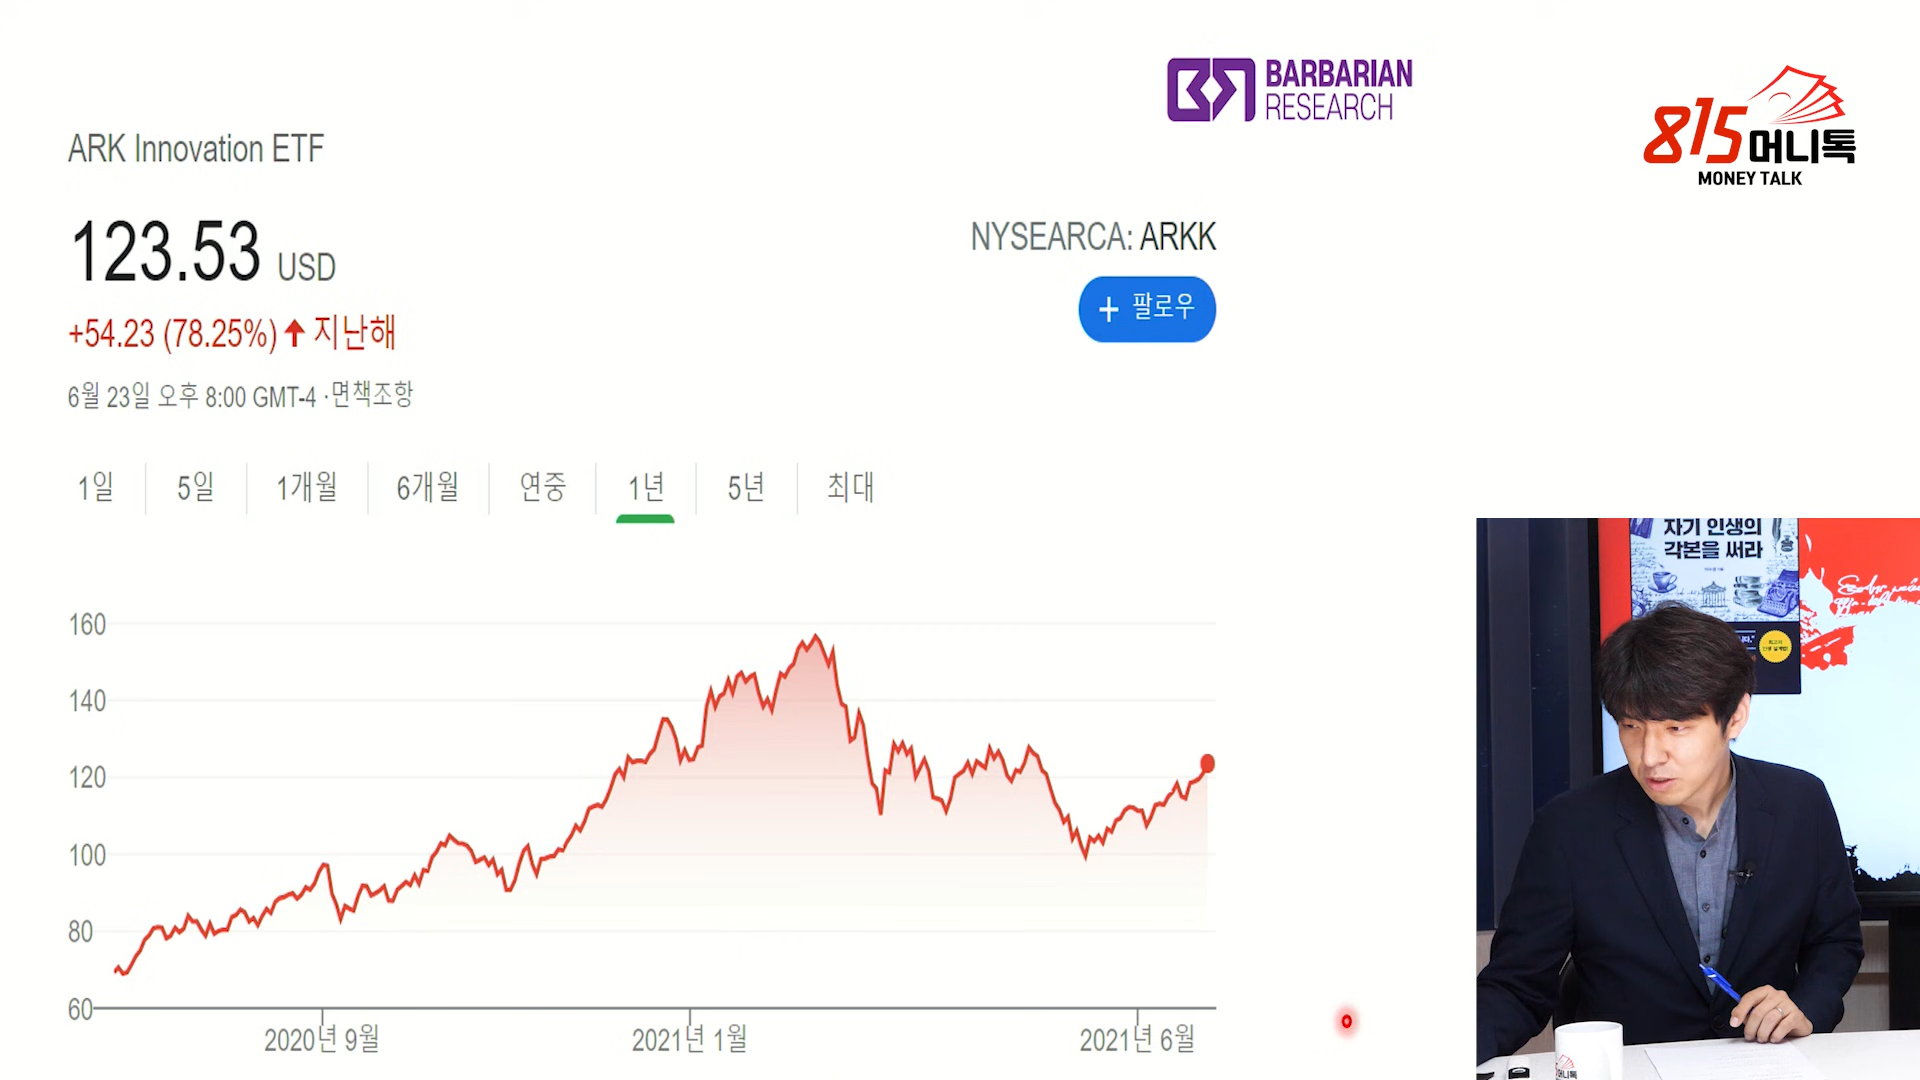 BARBARIAN
RESEARCH
815 머니톡
MONEY TALK
ARK Innovation ETF
123.53 USD
NYSEARCA: ARKK
+ 팔로우
+54.23 (78.25%) ↑ 지난해
6월 23일 오후 8:00 GMT-4 ·면책조항
1일
5일
1개월
6개월
연중
1년
5년
최대
160
140
120
100
80
60
2020년 9월
2021년 1월
2021년 6월
자기 인생의
각본을 써라
머니톡